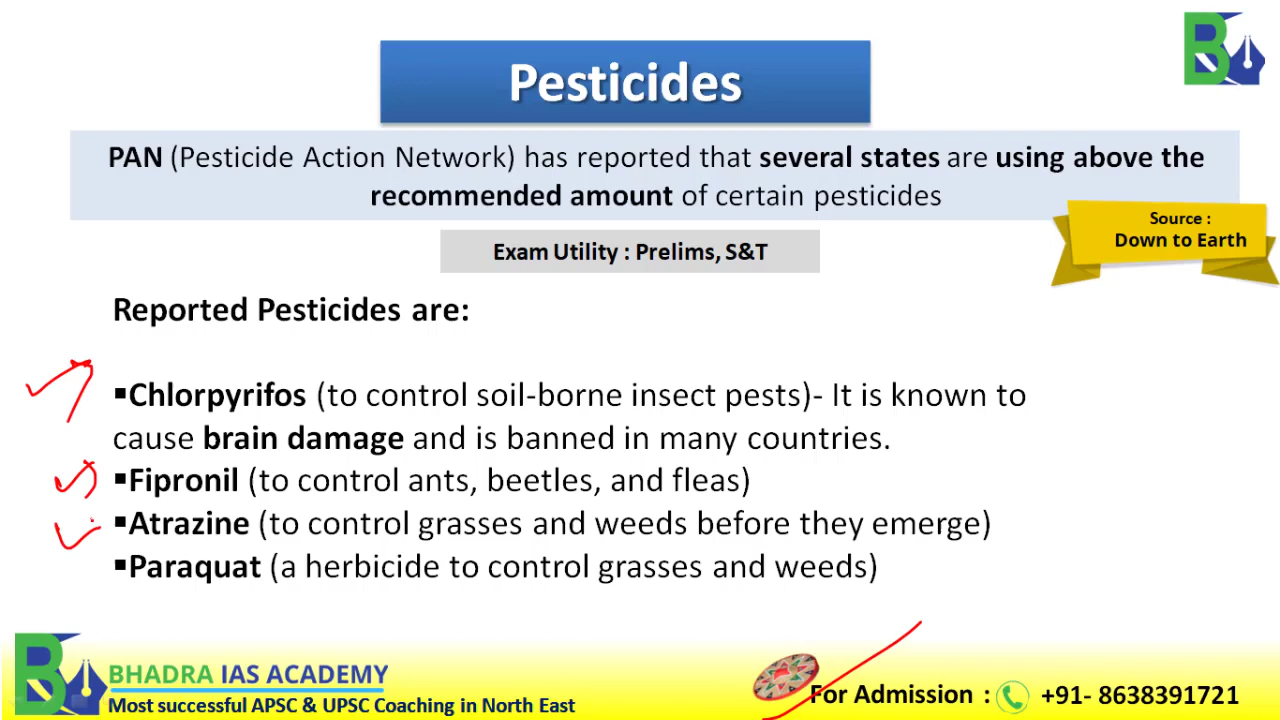 Pesticides
PAN (Pesticide Action Network) has reported that several states are using above the
recommended amount of certain pesticides
Source :
Down to Earth
Exam Utility : Prelims, S&T
Reported Pesticides are:
▪Chlorpyrifos (to control soil-borne insect pests)- It is known to
cause brain damage and is banned in many countries.
▪Fipronil (to control ants, beetles, and fleas)
▪Atrazine (to control grasses and weeds before they emerge)
▪Paraquat (a herbicide to control grasses and weeds)
BHADRA IAS ACADEMY
Most successful APSC & UPSC Coaching in North East
For Admission : +91- 8638391721